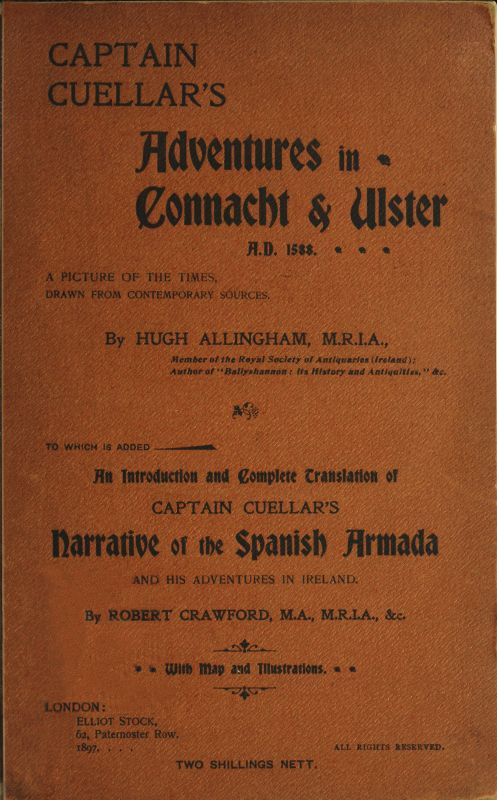 CAPTAIN
CUELLAR'S
Adventures in
Connacht & Ulster
A.D. 1588.
A PICTURE OF THE TIMES,
DRAWN FROM CONTEMPORARY SOURCES.
By HUGH ALLINGHAM, M.R.I.A.,
Member of the Royal Society of Antiquaries (Ireland);
Author of "Ballyshannon: its History and Antiquities," &c.
TO WHICH IS ADDED
An Introduction and Complete Translation of
CAPTAIN CUELLAR'S
Narrative of the Spanish Armada
AND HIS ADVENTURES IN IRELAND.
By ROBERT CRAWFORD, M.A., M.R.I.A., &c.
With Map and Illustrations.
LONDON:
ELLIOT STOCK,
62, Paternoster Row.
1897. . . .
ALL RIGHTS RESERVED.
TWO SHILLINGS NETT.